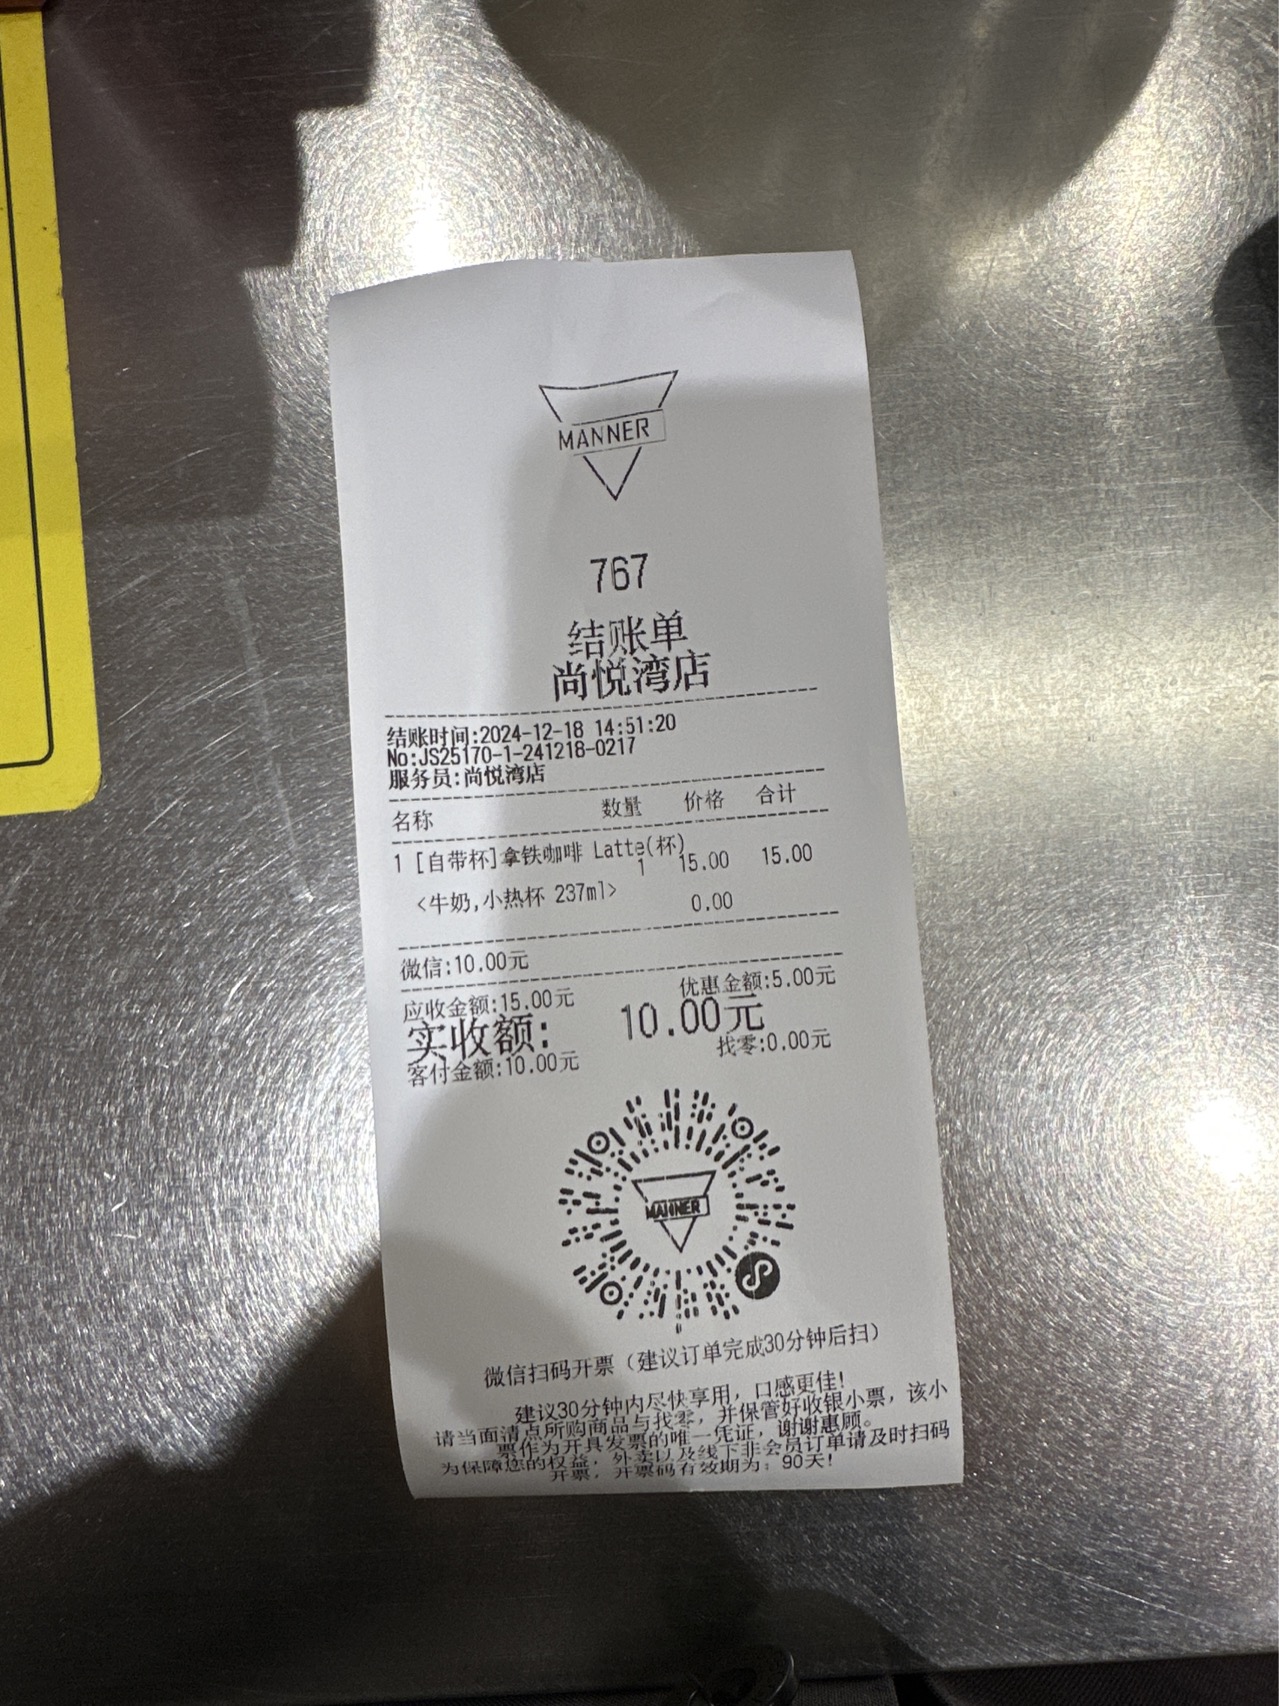 MANNER
767
结账单
尚悦湾店
结账时间:2024-12-18 14:51:20
No:JS25170-1-241218-0217
服务员:尚悦湾店
名称 数量 价格 合计
1 [自带杯]拿铁咖啡 Latte(杯)
1 15.00 15.00
<牛奶,小热杯 237ml> 0.00
微信:10.00元
应收金额:15.00元 优惠金额:5.00元
实收额: 10.00元
客付金额:10.00元 找零:0.00元
MANNER
微信扫码开票（建议订单完成30分钟后扫）
建议30分钟内尽快享用，口感更佳!
请当面请点所购商品与找零，并保管好收银小票，该小
票作为开具发票的唯一凭证，谢谢惠顾。
为保障您的权益，外卖以及线下非会员订单请及时扫码
开票，开票码有效期为：90天!